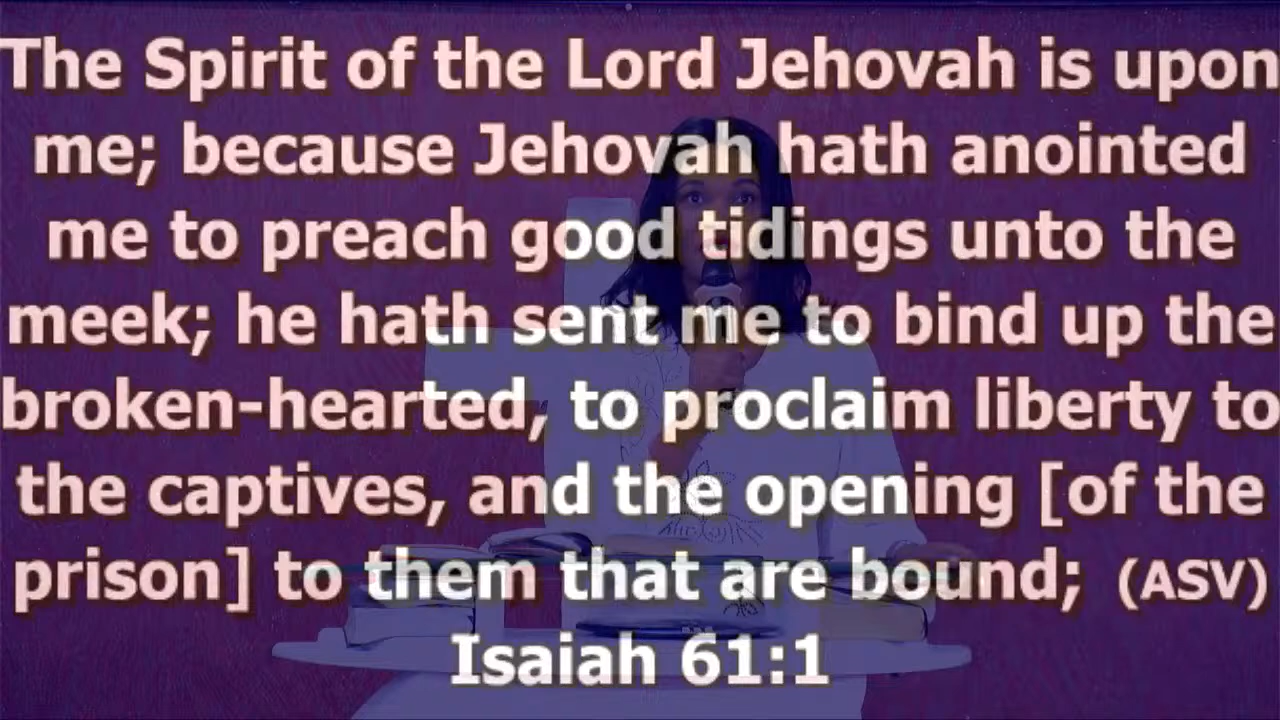 The Spirit of the Lord Jehovah is upon
me; because Jehovah hath anointed
me to preach good tidings unto the
meek; he hath sent me to bind up the
broken-hearted, to proclaim liberty to
the captives, and the opening [of the
prison] to them that are bound; (ASV)
Isaiah 61:1